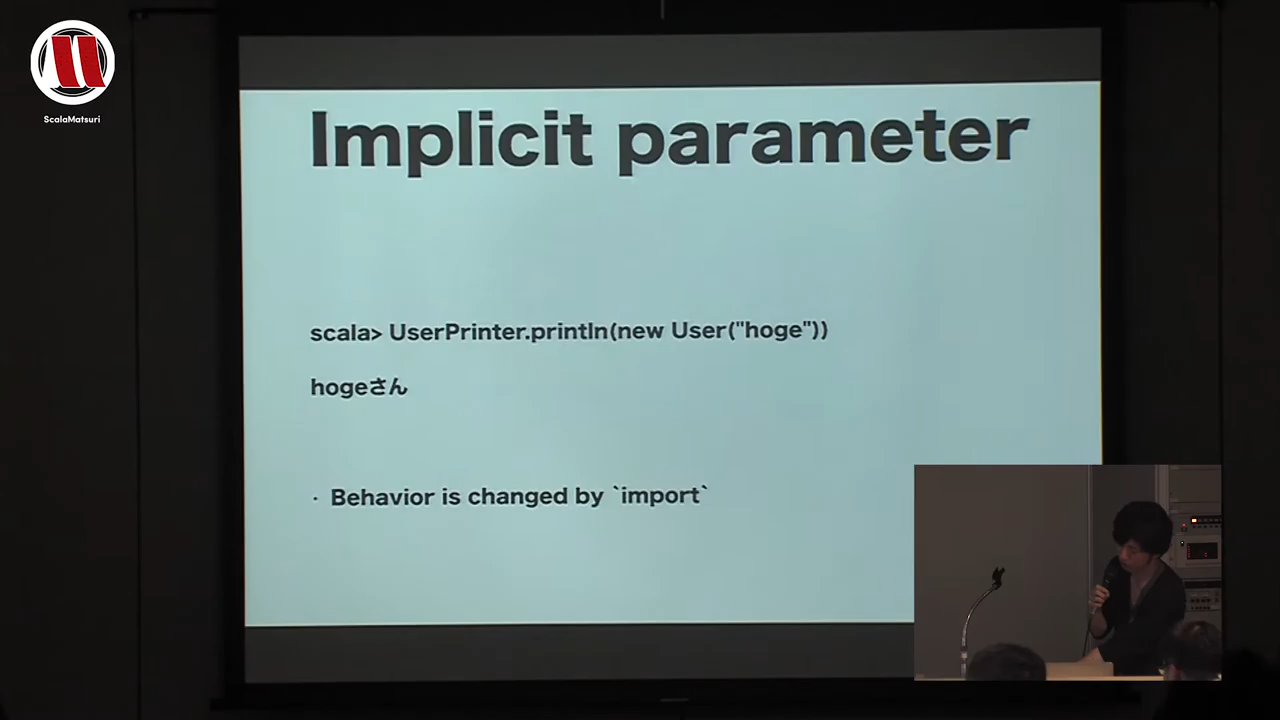 ScalaMatsuri
Implicit parameter
scala> UserPrinter.println(new User("hoge"))
hogeさん
· Behavior is changed by `import`